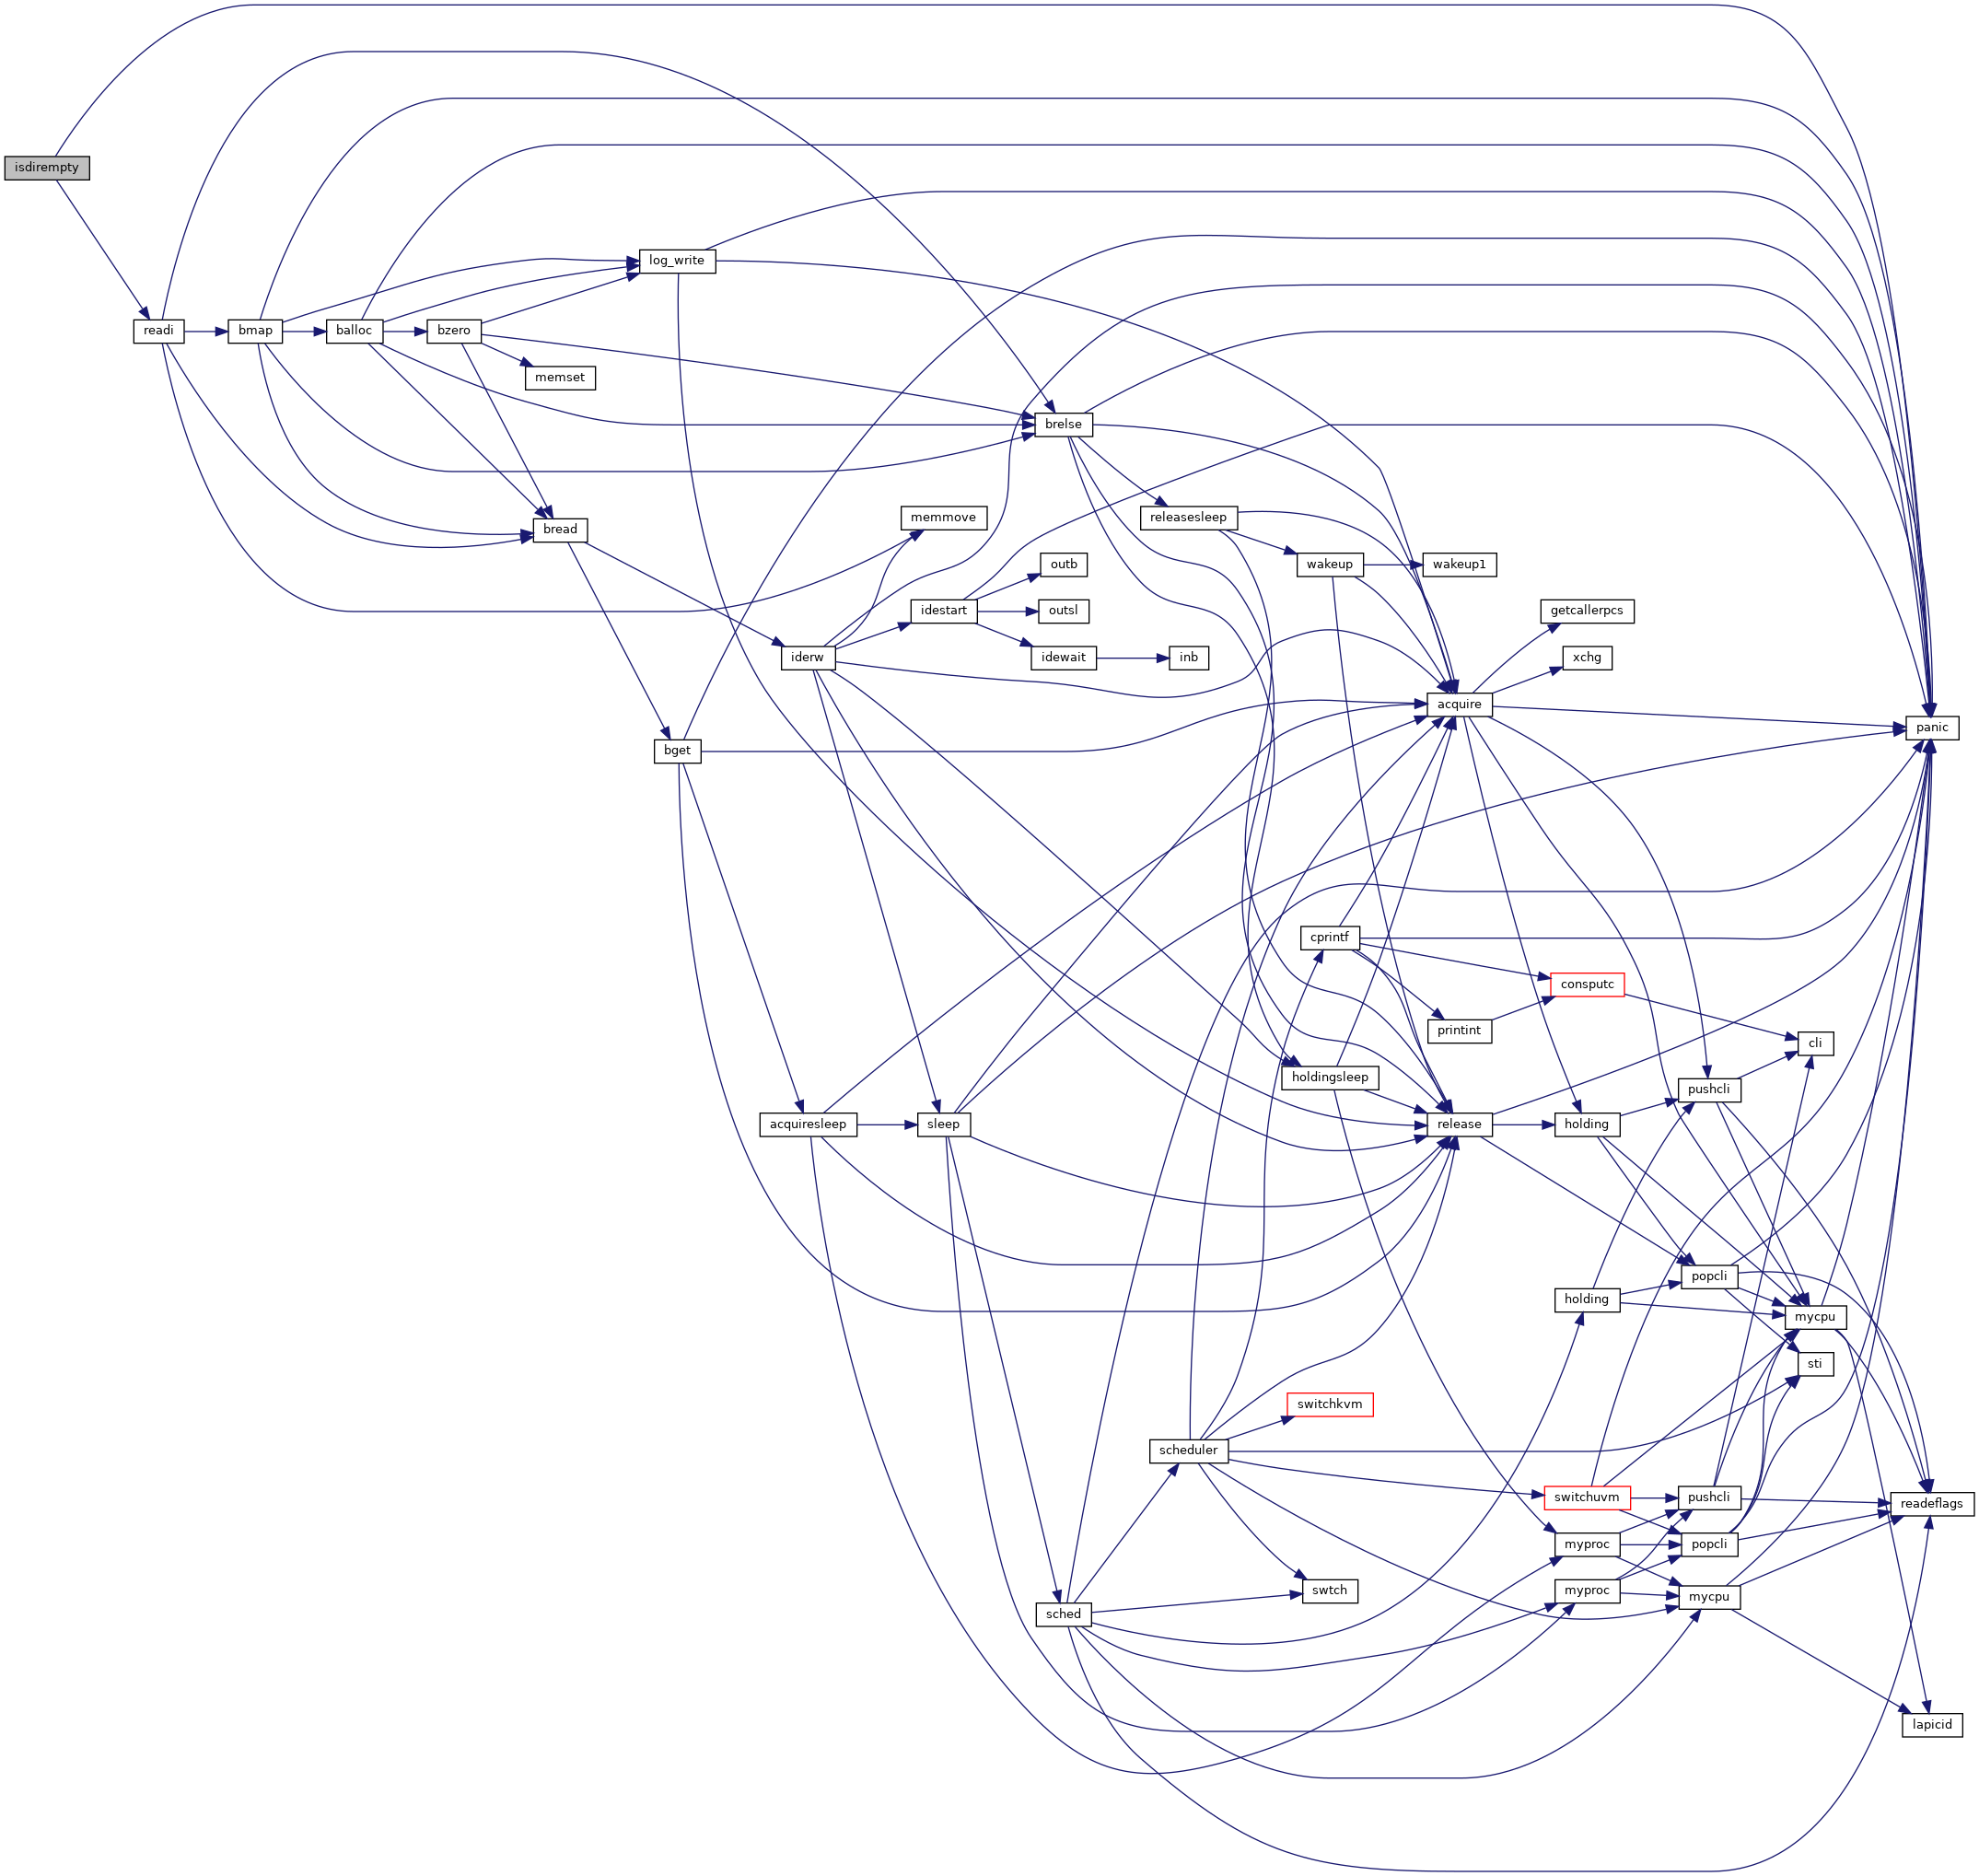 isdirempty
log_write
readi
bmap
balloc
bzero
memset
brelse
memmove
releasesleep
bread
outb
wakeup
wakeup1
idestart
outsl
getcallerpcs
iderw
idewait
inb
xchg
acquire
panic
bget
cprintf
consputc
printint
cli
holdingsleep
pushcli
acquiresleep
sleep
release
holding
popcli
holding
mycpu
sti
switchkvm
scheduler
switchuvm
pushcli
readeflags
myproc
popcli
swtch
myproc
mycpu
sched
lapicid